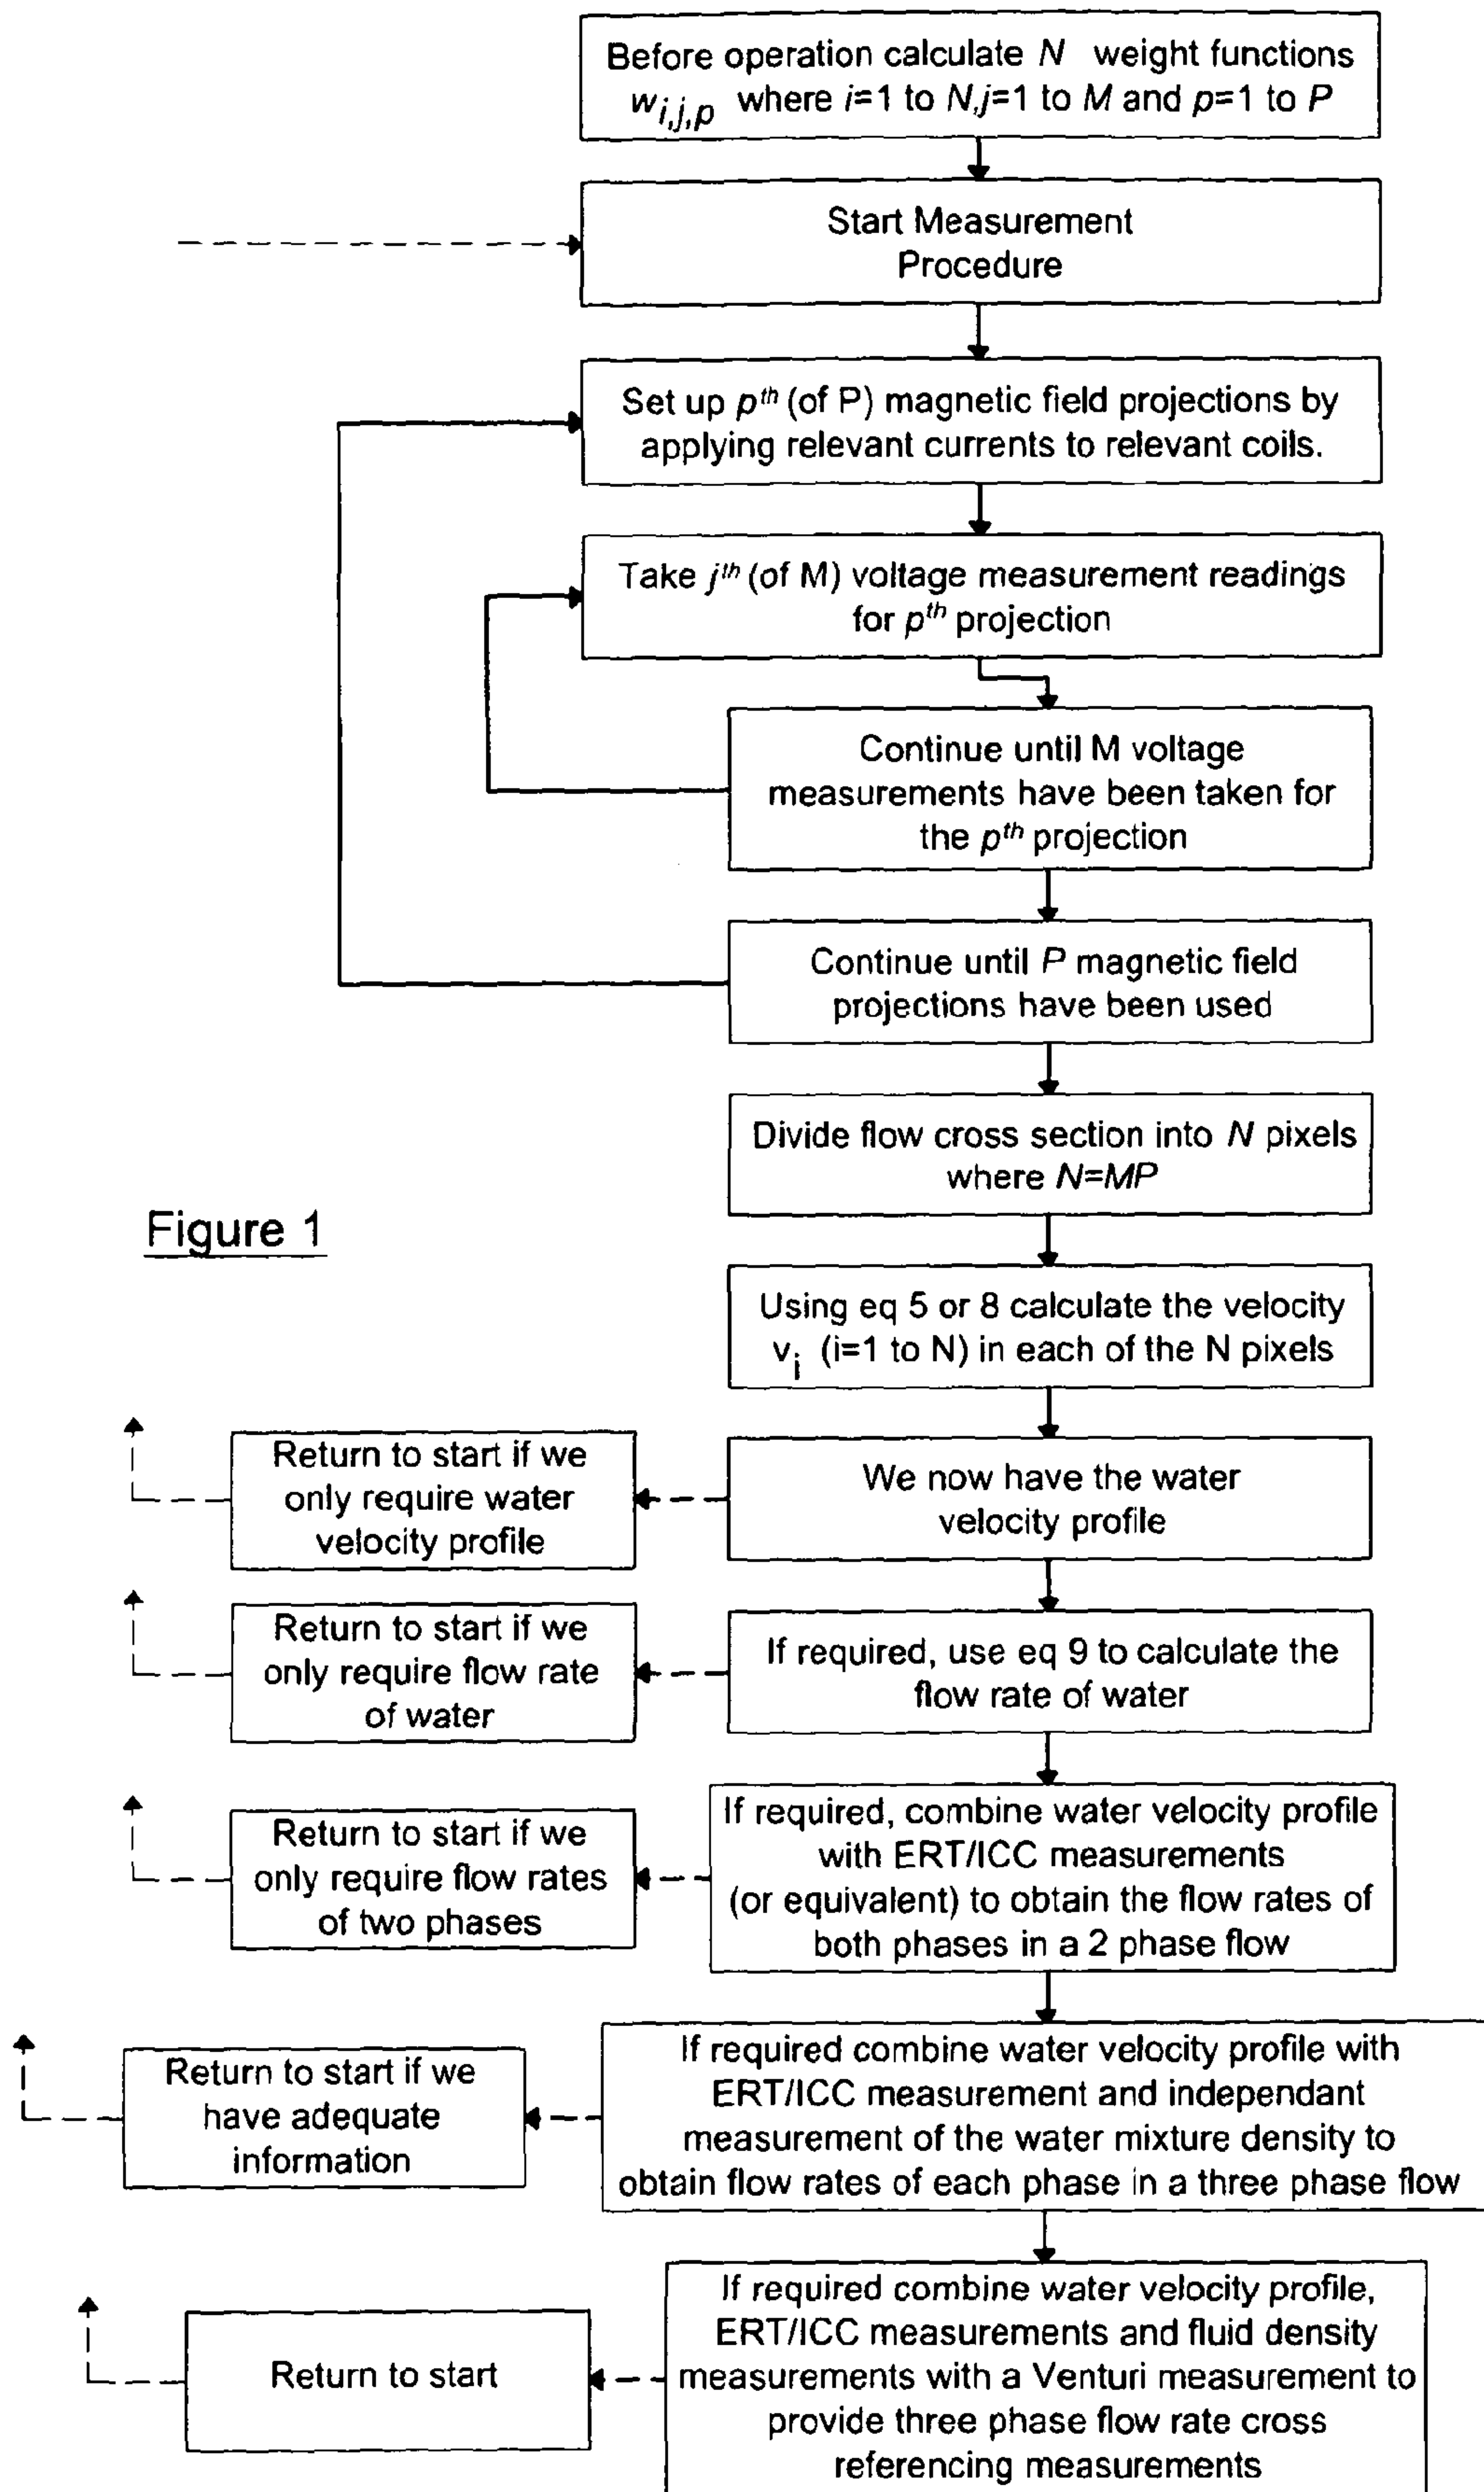 Before operation calculate N weight functions
wi,j,p where i=1 to N,j=1 to M and p=1 to P
Start Measurement
Procedure
Set up pth (of P) magnetic field projections by
applying relevant currents to relevant coils.
Take jth (of M) voltage measurement readings
for pth projection
Continue until M voltage
measurements have been taken for
the pth projection
Continue until P magnetic field
projections have been used
Divide flow cross section into N pixels
where N=MP
Figure 1
Using eq 5 or 8 calculate the velocity
vi (i=1 to N) in each of the N pixels
We now have the water
velocity profile
Return to start if we
only require water
velocity profile
If required, use eq 9 to calculate the
flow rate of water
Return to start if we
only require flow rate
of water
If required, combine water velocity profile
with ERT/ICC measurements
(or equivalent) to obtain the flow rates of
both phases in a 2 phase flow
Return to start if we
only require flow rates
of two phases
If required combine water velocity profile with
ERT/ICC measurement and independant
measurement of the water mixture density to
obtain flow rates of each phase in a three phase flow
Return to start if we
have adequate
information
If required combine water velocity profile,
ERT/ICC measurements and fluid density
measurements with a Venturi measurement to
provide three phase flow rate cross
referencing measurements
Return to start